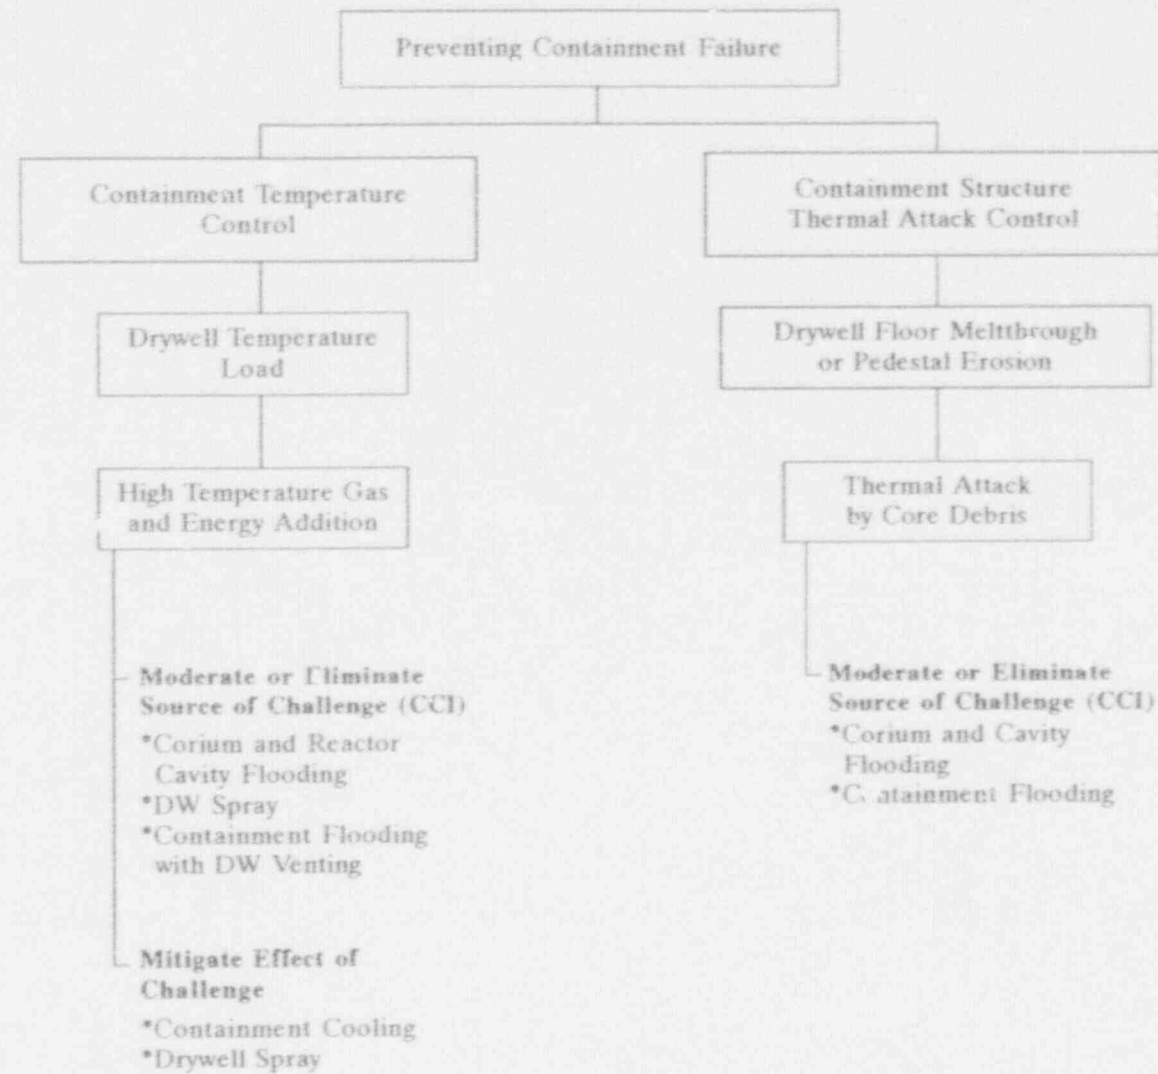 Preventing Containment Failure
Containment Temperature
Control
Drywell Temperature
Load
High Temperature Gas
and Energy Addition
Moderate or Eliminate
Source of Challenge (CCI)
*Corium and Reactor
Cavity Flooding
*DW Spray
*Containment Flooding
with DW Venting
Mitigate Effect of
Challenge
*Containment Cooling
*Drywell Spray
Containment Structure
Thermal Attack Control
Drywell Floor Meltthrough
or Pedestal Erosion
Thermal Attack
by Core Debris
Moderate or Eliminate
Source of Challenge (CCI)
*Corium and Cavity
Flooding
*C atainment Flooding